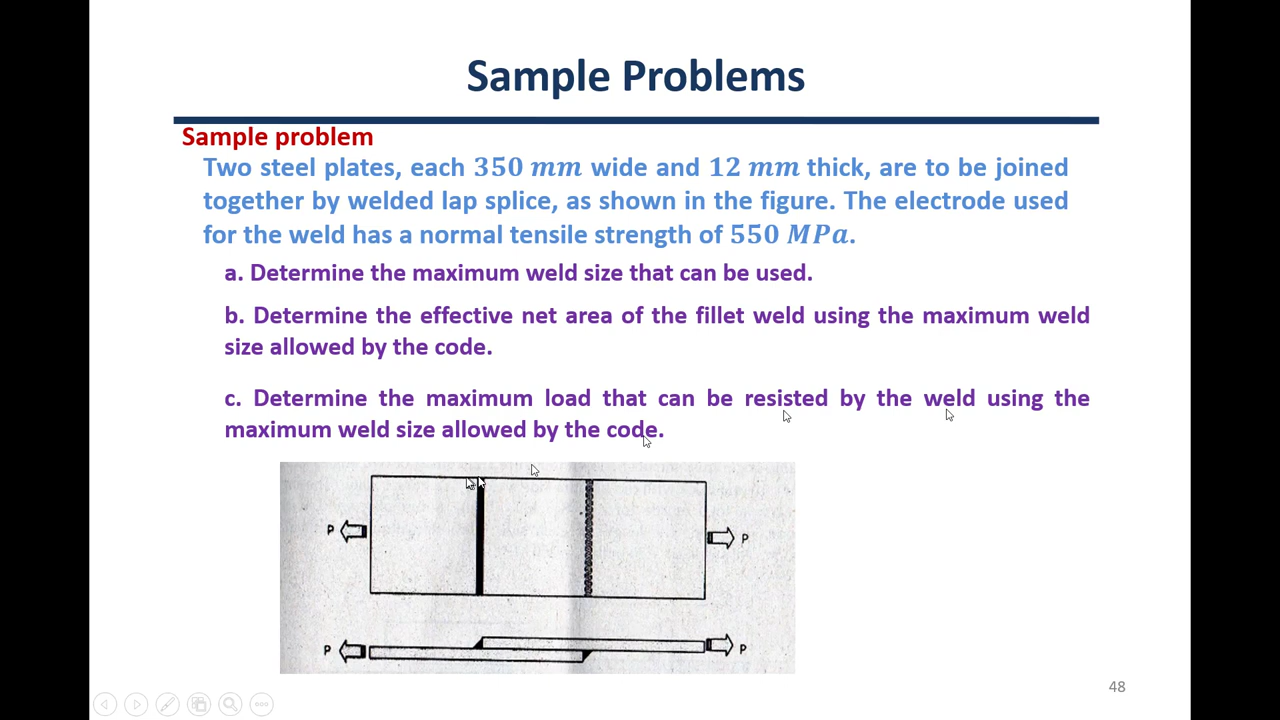 Sample Problems
Sample problem
Two steel plates, each 350 mm wide and 12 mm thick, are to be joined
together by welded lap splice, as shown in the figure. The electrode used
for the weld has a normal tensile strength of 550 MPa.
a. Determine the maximum weld size that can be used.
b. Determine the effective net area of the fillet weld using the maximum weld
size allowed by the code.
c. Determine the maximum load that can be resisted by the weld using the
maximum weld size allowed by the code.
P
P
P
P
48